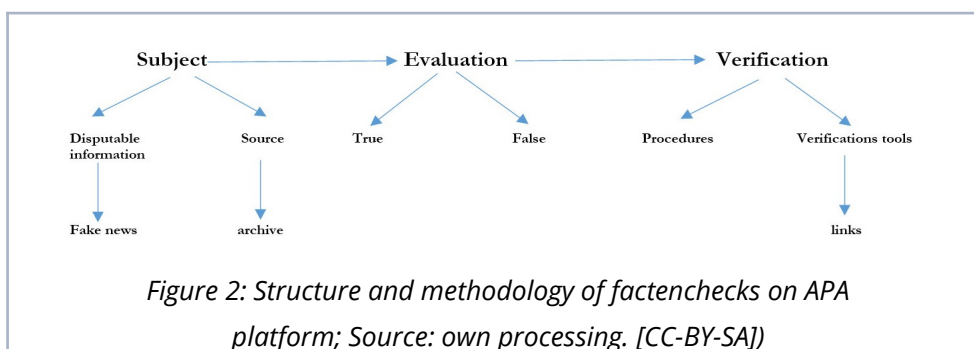 Subject Evaluation Verification
Disputable information Source True False Procedures Verifications tools
Fake news archive links
Figure 2: Structure and methodology of factenchecks on APA
platform; Source: own processing. [CC-BY-SA])